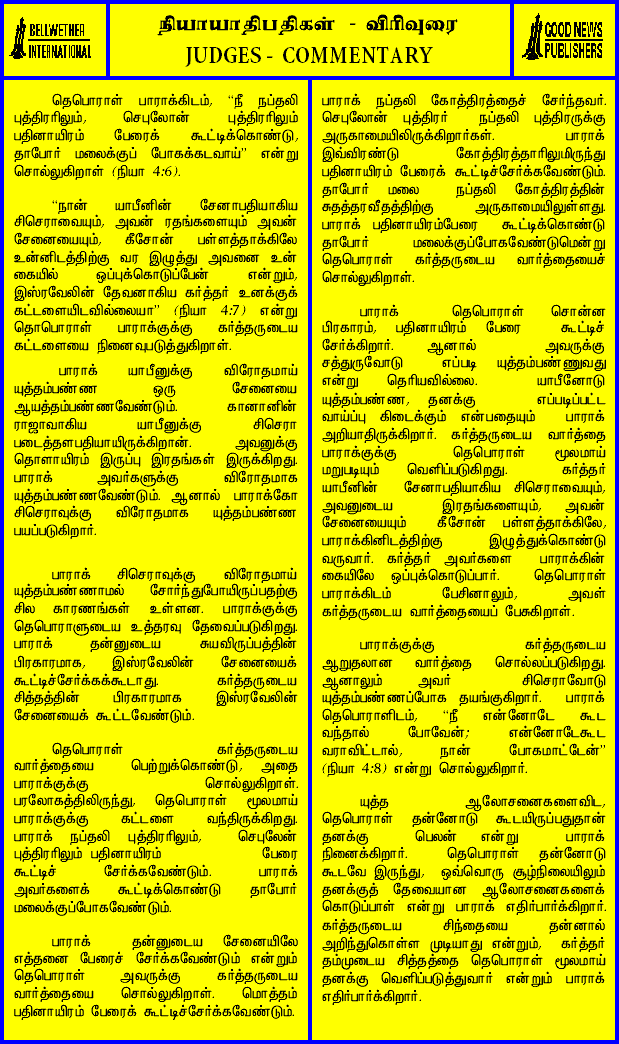 BELLWETHER
INTERNATIONAL
நியாயாதிபதிகள் - விரிவுரை
JUDGES - COMMENTARY
GOOD NEWS
PUBLISHERS
தெபொராள் பாராக்கிடம், “நீ நப்தலி
புத்திரரிலும், செபுலோன் புத்திரரிலும்
பதினாயிரம் பேரைக் கூட்டிக்கொண்டு,
தாபோர் மலைக்குப் போகக்கடவாய்” என்று
சொல்லுகிறாள் (நியா 4:6).
“நான் யாபீனின் சேனாபதியாகிய
சிசெராவையும், அவன் ரதங்களையும் அவன்
சேனையையும், கீசோன் பள்ளத்தாக்கிலே
உன்னிடத்திற்கு வர இழுத்து அவனை உன்
கையில் ஒப்புக்கொடுப்பேன் என்றும்,
இஸ்ரவேலின் தேவனாகிய கர்த்தர் உனக்குக்
கட்டளையிடவில்லையா” (நியா 4:7) என்று
தொபொராள் பாராக்குக்கு கர்த்தருடைய
கட்டளையை நினைவுபடுத்துகிறாள்.
பாராக் யாபீனுக்கு விரோதமாய்
யுத்தம்பண்ண ஒரு சேனையை
ஆயத்தம்பண்ணவேண்டும். கானானின்
ராஜாவாகிய யாபீனுக்கு சிசெரா
படைத்தளபதியாயிருக்கிறான். அவனுக்கு
தொளாயிரம் இருப்பு இரதங்கள் இருக்கிறது.
பாராக் அவர்களுக்கு விரோதமாக
யுத்தம்பண்ணவேண்டும். ஆனால் பாராக்கோ
சிசெராவுக்கு விரோதமாக யுத்தம்பண்ண
பயப்படுகிறார்.
பாராக் சிசெராவுக்கு விரோதமாய்
யுத்தம்பண்ணாமல் சோர்ந்துபோயிருப்பதற்கு
சில காரணங்கள் உள்ளன. பாராக்குக்கு
தெபொராளுடைய உத்தரவு தேவைப்படுகிறது.
பாராக் தன்னுடைய சுயவிருப்பத்தின்
பிரகாரமாக, இஸ்ரவேலின் சேனையைக்
கூட்டிச்சேர்க்கக்கூடாது. கர்த்தருடைய
சித்தத்தின் பிரகாரமாக இஸ்ரவேலின்
சேனையைக் கூட்டவேண்டும்.
தெபொராள் கர்த்தருடைய
வார்த்தையை பெற்றுக்கொண்டு, அதை
பாராக்குக்கு சொல்லுகிறாள்.
பரலோகத்திலிருந்து, தெபொராள் மூலமாய்
பாராக்குக்கு கட்டளை வந்திருக்கிறது.
பாராக் நப்தலி புத்திரரிலும், செபுலேன்
புத்திரரிலும் பதினாயிரம் பேரை
கூட்டிச் சேர்க்கவேண்டும். பாராக்
அவர்களைக் கூட்டிக்கொண்டு தாபோர்
மலைக்குப்போகவேண்டும்.
பாராக் தன்னுடைய சேனையிலே
எத்தனை பேரைச் சேர்க்கவேண்டும் என்றும்
தெபொராள் அவருக்கு கர்த்தருடைய
வார்த்தையை சொல்லுகிறாள். மொத்தம்
பதினாயிரம் பேரைக் கூட்டிச்சேர்க்கவேண்டும்.
பாராக் நப்தலி கோத்திரத்தைச் சேர்ந்தவர்.
செபுலோன் புத்திரர் நப்தலி புத்திரருக்கு
அருகாமையிலிருக்கிறார்கள். பாராக்
இவ்விரண்டு கோத்திரத்தாரிலுமிருந்து
பதினாயிரம் பேரைக் கூட்டிச்சேர்க்கவேண்டும்.
தாபோர் மலை நப்தலி கோத்திரத்தின்
சுதந்தரவீதத்திற்கு அருகாமையிலுள்ளது.
பாராக் பதினாயிரம்பேரை கூட்டிக்கொண்டு
தாபோர் மலைக்குப்போகவேண்டுமென்று
தெபொராள் கர்த்தருடைய வார்த்தையைச்
சொல்லுகிறாள்.
பாராக் தெபொராள் சொன்ன
பிரகாரம், பதினாயிரம் பேரை கூட்டிச்
சேர்க்கிறார். ஆனால் அவருக்கு
சத்துருவோடு எப்படி யுத்தம்பண்ணுவது
என்று தெரியவில்லை. யாபீனோடு
யுத்தம்பண்ண, தனக்கு எப்படிப்பட்ட
வாய்ப்பு கிடைக்கும் என்பதையும் பாராக்
அறியாதிருக்கிறார். கர்த்தருடைய வார்த்தை
பாராக்குக்கு தெபொராள் மூலமாய்
மறுபடியும் வெளிப்படுகிறது. கர்த்தர்
யாபீனின் சேனாபதியாகிய சிசெராவையும்,
அவனுடைய இரதங்களையும், அவன்
சேனையையும் கீசோன் பள்ளத்தாக்கிலே,
பாராக்கினிடத்திற்கு இழுத்துக்கொண்டு
வருவார். கர்த்தர் அவர்களை பாராக்கின்
கையிலே ஒப்புக்கொடுப்பார். தெபொராள்
பாராக்கிடம் பேசினாலும், அவள்
கர்த்தருடைய வார்த்தையைப் பேசுகிறாள்.
பாராக்குக்கு கர்த்தருடைய
ஆறுதலான வார்த்தை சொல்லப்படுகிறது.
ஆனாலும் அவர் சிசெராவோடு
யுத்தம்பண்ணப்போக தயங்குகிறார். பாராக்
தெபொராளிடம், “நீ என்னோடே கூட
வந்தால் போவேன்; என்னோடேகூட
வராவிட்டால், நான் போகமாட்டேன்”
(நியா 4:8) என்று சொல்லுகிறார்.
யுத்த ஆலோசனைகளைவிட,
தெபொராள் தன்னோடு கூடயிருப்பதுதான்
தனக்கு பெலன் என்று பாராக்
நினைக்கிறார். தெபொராள் தன்னோடு
கூடவே இருந்து, ஒவ்வொரு சூழ்நிலையிலும்
தனக்குத் தேவையான ஆலோசனைகளைக்
கொடுப்பாள் என்று பாராக் எதிர்பார்க்கிறார்.
கர்த்தருடைய சிந்தையை தன்னால்
அறிந்துகொள்ள முடியாது என்றும், கர்த்தர்
தம்முடைய சித்தத்தை தெபொராள் மூலமாய்
தனக்கு வெளிப்படுத்துவார் என்றும் பாராக்
எதிர்பார்க்கிறார்.